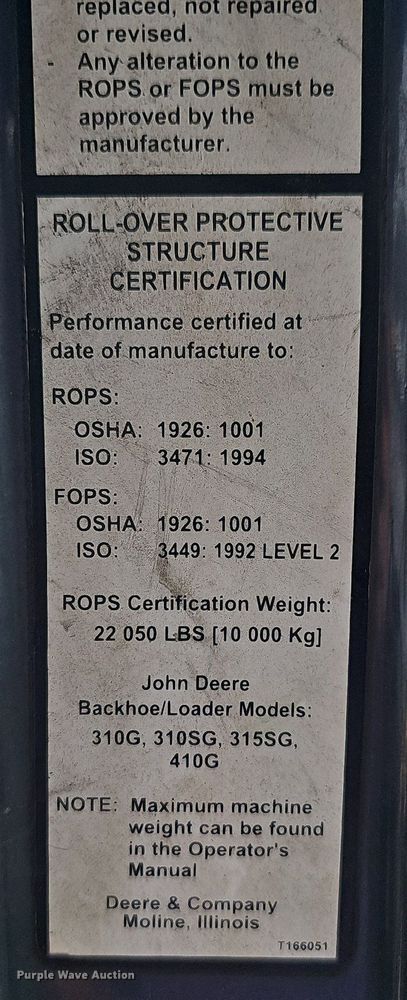 replaced, not repaired
or revised.
- Any alteration to the
ROPS or FOPS must be
approved by the
manufacturer.
ROLL-OVER PROTECTIVE
STRUCTURE
CERTIFICATION
Performance certified at
date of manufacture to:
ROPS:
OSHA: 1926: 1001
ISO: 3471: 1994
FOPS:
OSHA: 1926: 1001
ISO: 3449: 1992 LEVEL 2
ROPS Certification Weight:
22 050 LBS [10 000 Kg]
John Deere
Backhoe/Loader Models:
310G, 310SG, 315SG,
410G
NOTE: Maximum machine
weight can be found
in the Operator's
Manual
Deere & Company
Moline, Illinois
T166051
Purple Wave Auction